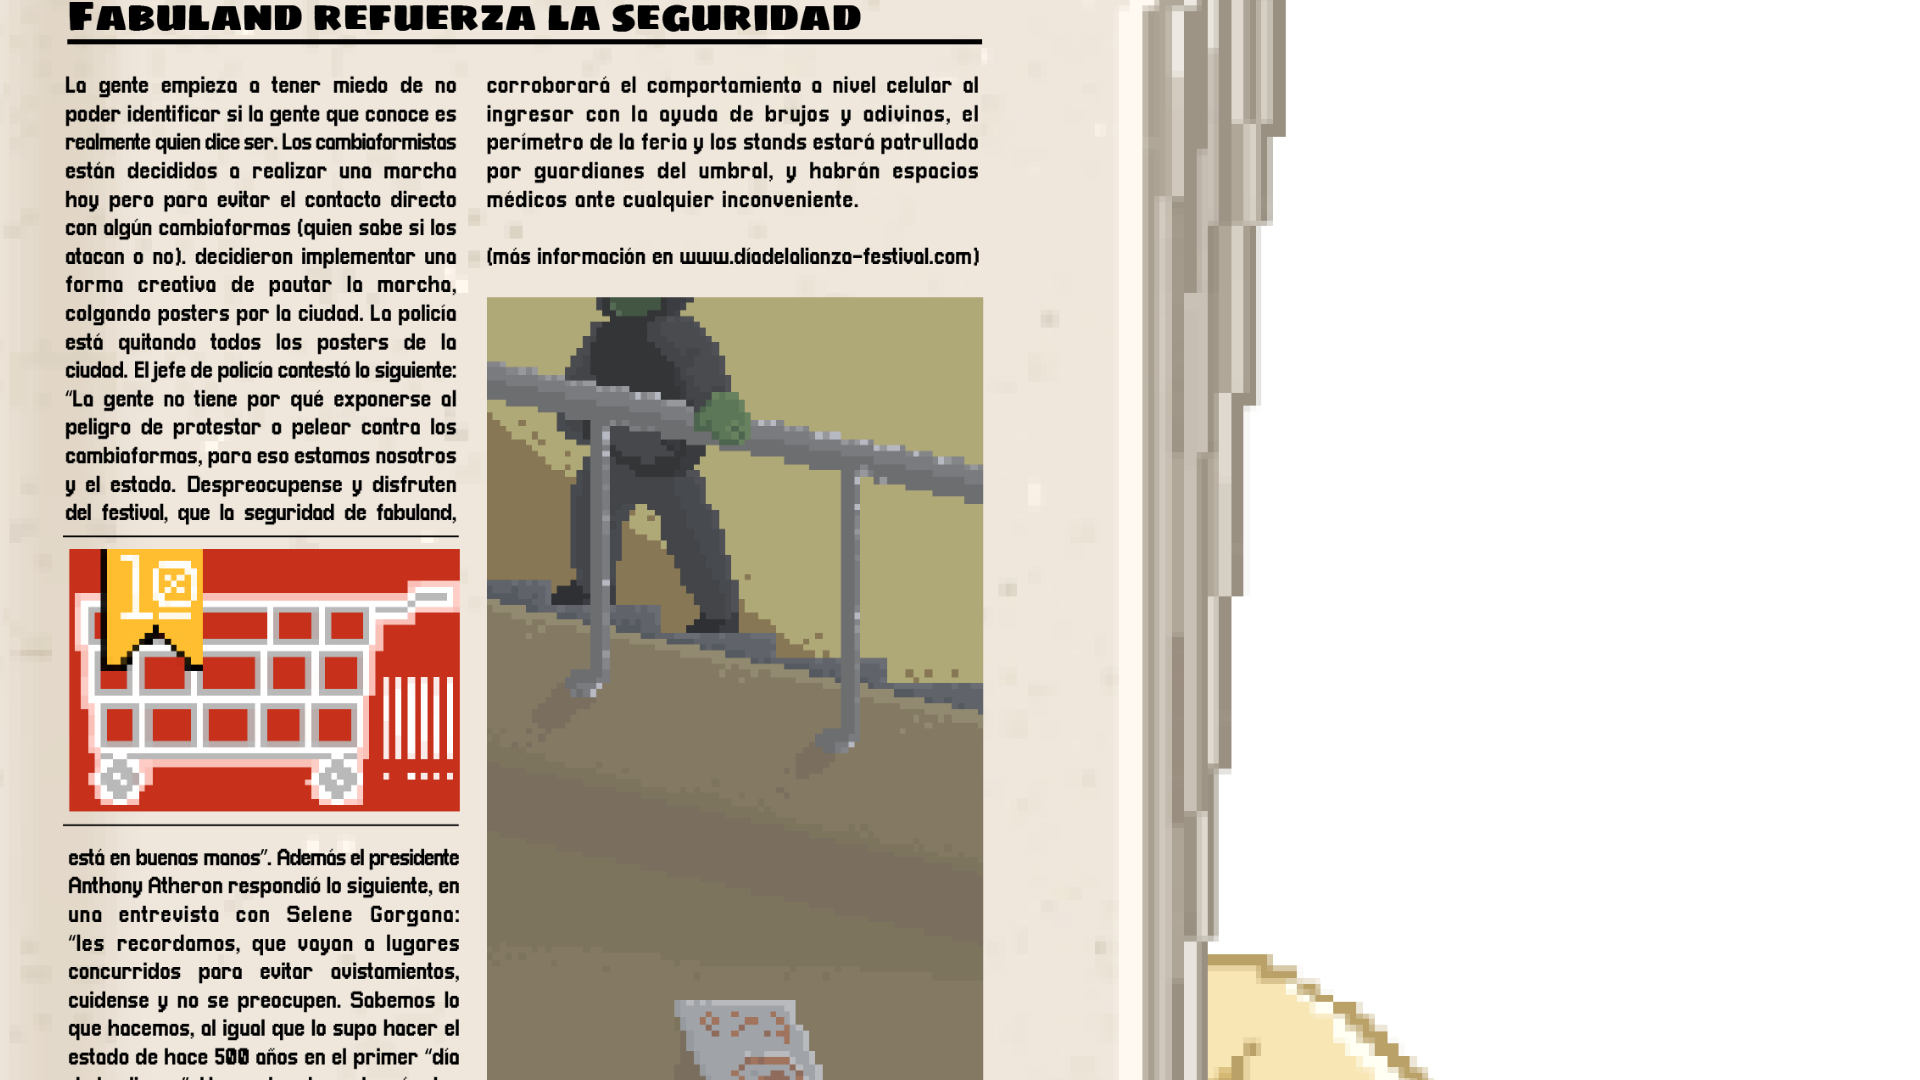 FABULAND REFUERZA LA SEGURIDAD
La gente empieza a tener miedo de no
poder identificar si la gente que conoce es
realmente quien dice ser. Los cambiaformistas
están decididos a realizar una marcha
hoy pero para evitar el contacto directo
con algún cambiaformas (quien sabe si los
atacan o no). decidieron implementar una
forma creativa de pautar la marcha,
colgando posters por la ciudad. La policía
está quitando todos los posters de la
ciudad. El jefe de policía contestó lo siguiente:
“La gente no tiene por qué exponerse al
peligro de protestar o pelear contra los
cambiaformas, para eso estamos nosotros
y el estado. Despreocupense y disfruten
del festival, que la seguridad de fabuland,
10
está en buenas manos”. Además el presidente
Anthony Atheron respondió lo siguiente, en
una entrevista con Selene Gorgana:
“les recordamos, que vayan a lugares
concurridos para evitar avistamientos,
cuidense y no se preocupen. Sabemos lo
que hacemos, al igual que lo supo hacer el
estado de hace 500 años en el primer “día
corroborará el comportamiento a nivel celular al
ingresar con la ayuda de brujos y adivinos, el
perímetro de la feria y los stands estará patrullado
por guardianes del umbral, y habrán espacios
médicos ante cualquier inconveniente.
(más información en www.díadelalianza-festival.com)